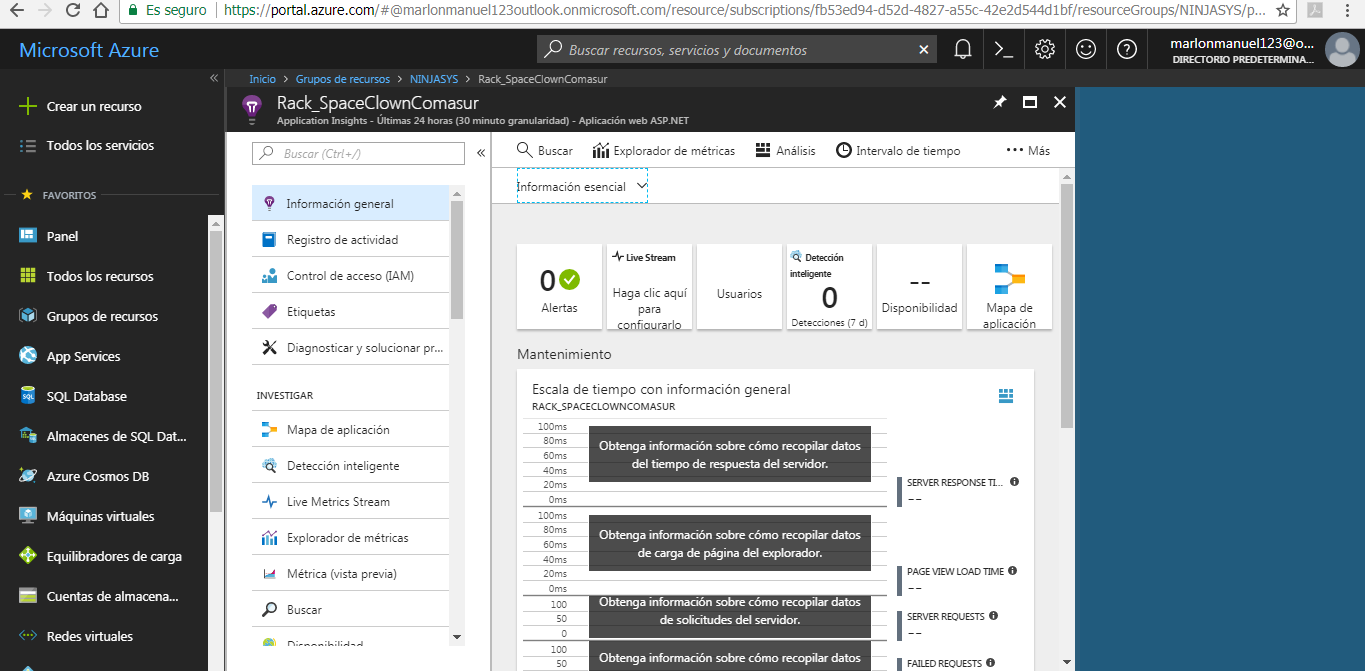 Es seguro | https://portal.azure.com/#@marlonmanuel123outlook.onmicrosoft.com/resource/subscriptions/fb53ed94-d52d-4827-a55c-42e2d544d1bf/resourceGroups/NINJASYS/p...
Microsoft Azure
Buscar recursos, servicios y documentos
marlonmanuel123@o...
DIRECTORIO PREDETERMINA...
Inicio > Grupos de recursos > NINJASYS > Rack_SpaceClownComasur
Rack_SpaceClownComasur
Application Insights - Últimas 24 horas (30 minuto granularidad) - Aplicación web ASP.NET
Crear un recurso
Todos los servicios
FAVORITOS
Panel
Todos los recursos
Grupos de recursos
App Services
SQL Database
Almacenes de SQL Dat...
Azure Cosmos DB
Máquinas virtuales
Equilibradores de carga
Cuentas de almacena...
Redes virtuales
Buscar (Ctrl+/)
Información general
Registro de actividad
Control de acceso (IAM)
Etiquetas
Diagnosticar y solucionar pr...
INVESTIGAR
Mapa de aplicación
Detección inteligente
Live Metrics Stream
Explorador de métricas
Métrica (vista previa)
Buscar
Disponibilidad
Buscar
Explorador de métricas
Análisis
Intervalo de tiempo
Más
Información esencial
0
Alertas
Live Stream
Haga clic aquí
para
configurarlo
Usuarios
Detección
inteligente
0
Detecciones (7 d)
--
Disponibilidad
Mapa de
aplicación
Mantenimiento
Escala de tiempo con información general
RACK_SPACECLOWNCOMASUR
100ms
80ms
60ms
40ms
20ms
0ms
Obtenga información sobre cómo recopilar datos
del tiempo de respuesta del servidor.
SERVER RESPONSE TI...
--
100ms
80ms
60ms
40ms
20ms
0ms
Obtenga información sobre cómo recopilar datos
de carga de página del explorador.
PAGE VIEW LOAD TIME
--
100
50
0
Obtenga información sobre cómo recopilar datos
de solicitudes del servidor.
SERVER REQUESTS
--
100
50
Obtenga información sobre cómo recopilar datos
FAILED REQUESTS